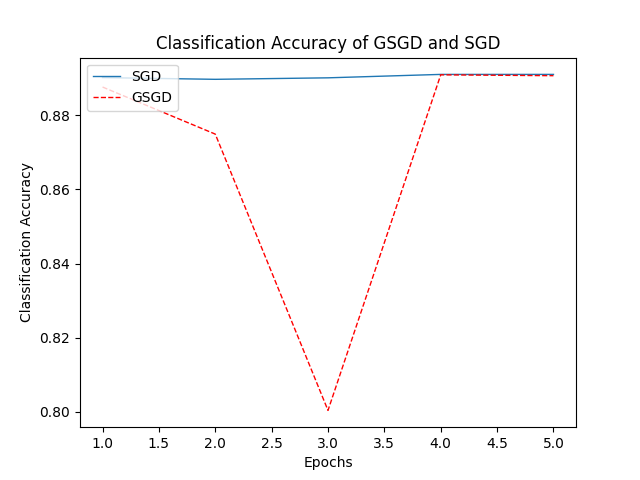 Classification Accuracy of GSGD and SGD
SGD
GSGD
Classification Accuracy
0.88
0.86
0.84
0.82
0.80
1.0 1.5 2.0 2.5 3.0 3.5 4.0 4.5 5.0
Epochs